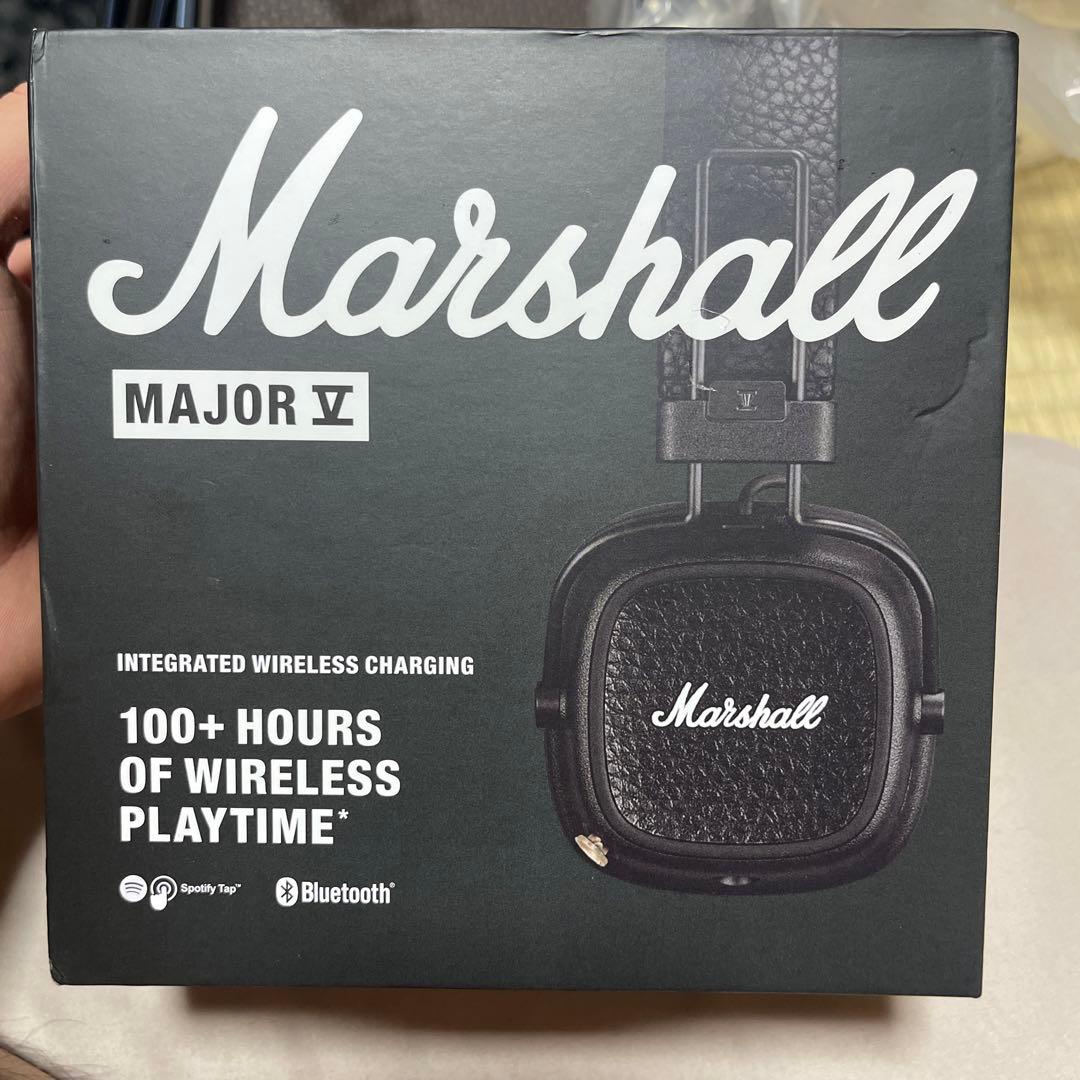 Marshall
MAJOR V
V
INTEGRATED WIRELESS CHARGING
100+ HOURS
OF WIRELESS
PLAYTIME*
Marshall
Spotify Tap™
Bluetooth®